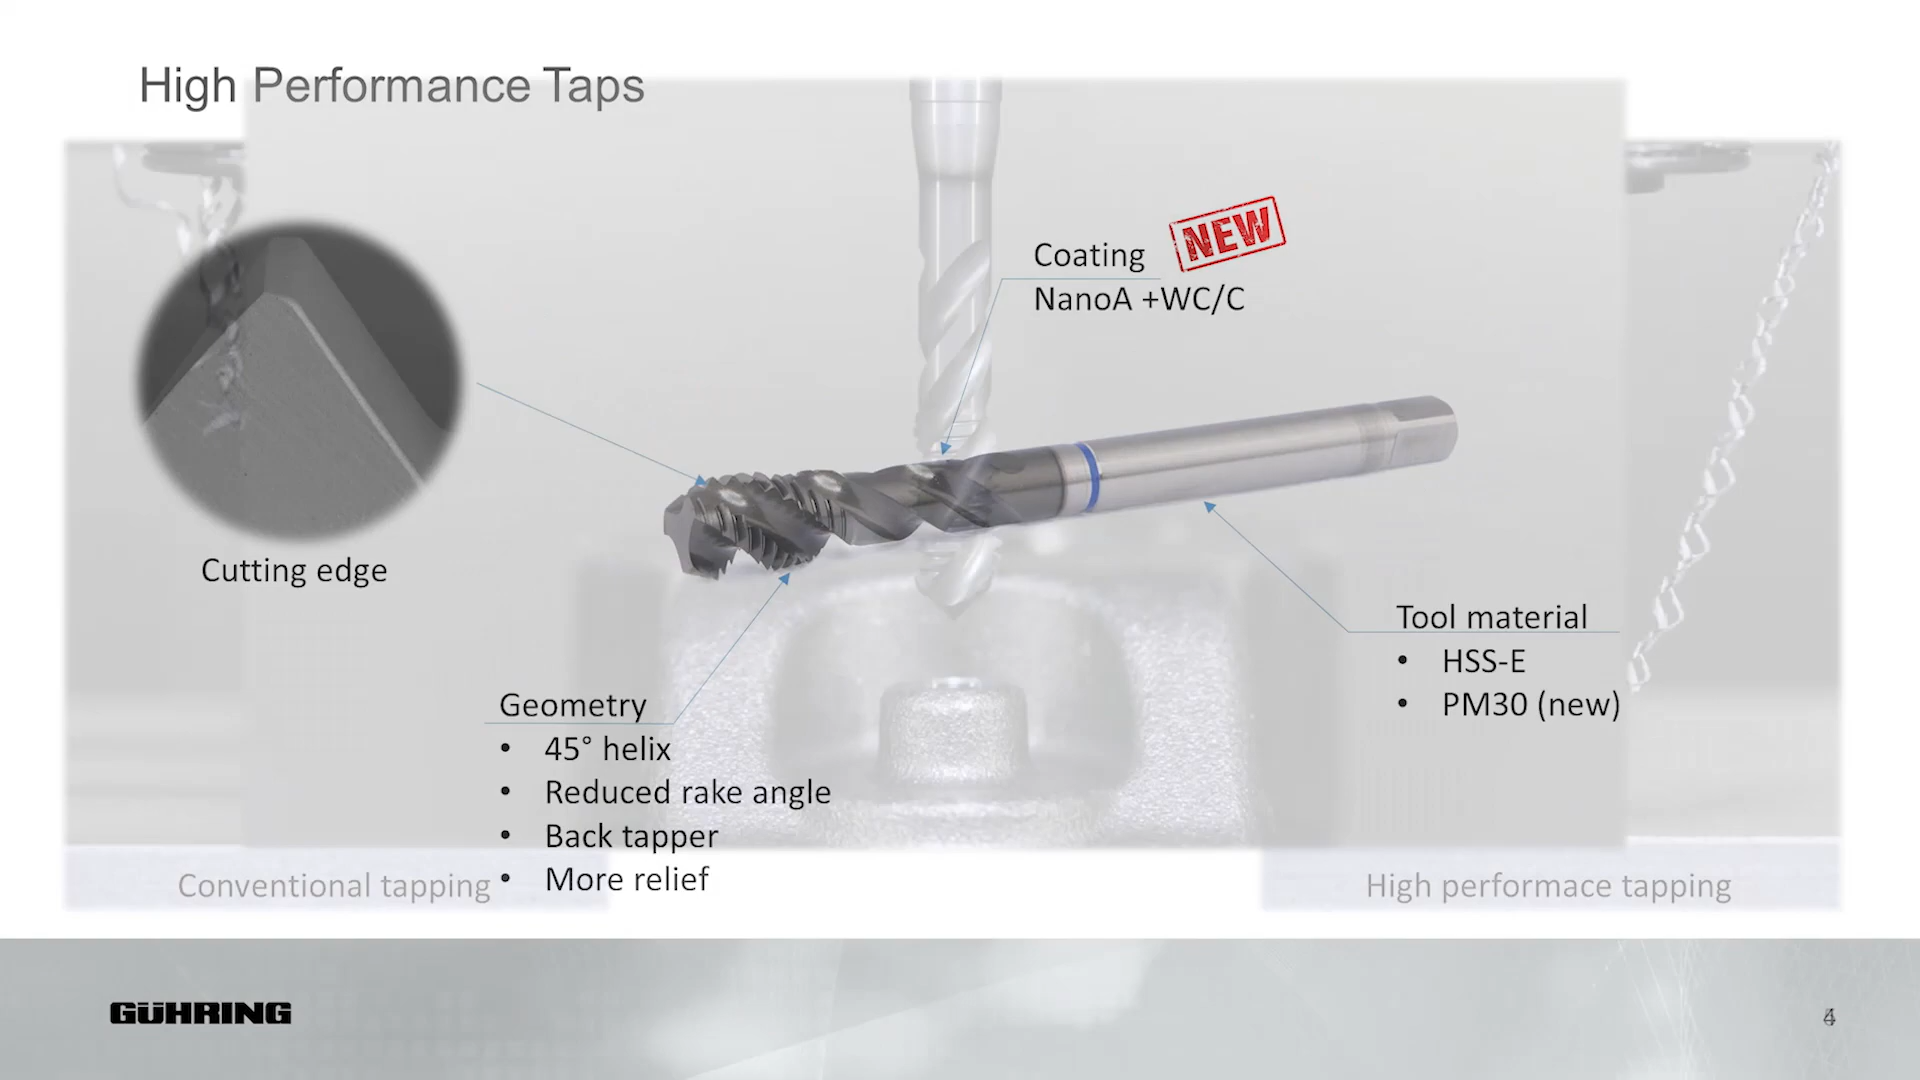 High Performance Taps
NEW
Coating
NanoA +WC/C
Cutting edge
Tool material
• HSS-E
• PM30 (new)
Geometry
• 45° helix
• Reduced rake angle
• Back tapper
• More relief
Conventional tapping
High performace tapping
GÜHRING